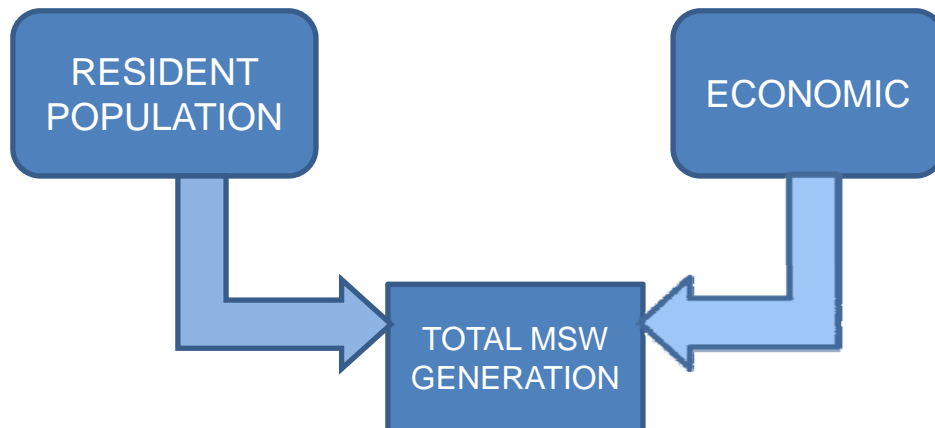 RESIDENT
POPULATION
ECONOMIC
TOTAL MSW
GENERATION